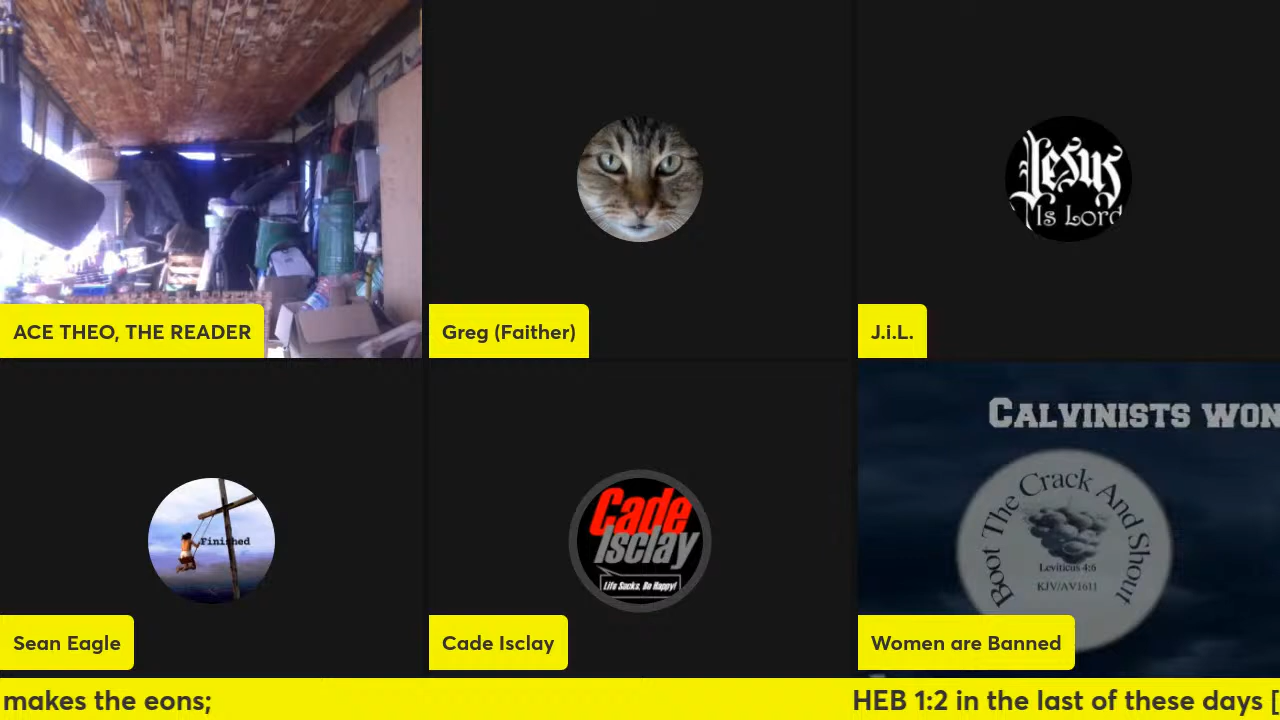 ACE THEO, THE READER
Greg (Faither)
Jesus
Is Lord
J.i.L.
Finished
Sean Eagle
Cade
Isclay
Life Sucks, Be Happy!
Cade Isclay
CALVINISTS WON
Boot The Crack And Shout
Leviticus 4:6
KJV/AV1611
Women are Banned
makes the eons; HEB 1:2 in the last of these days [